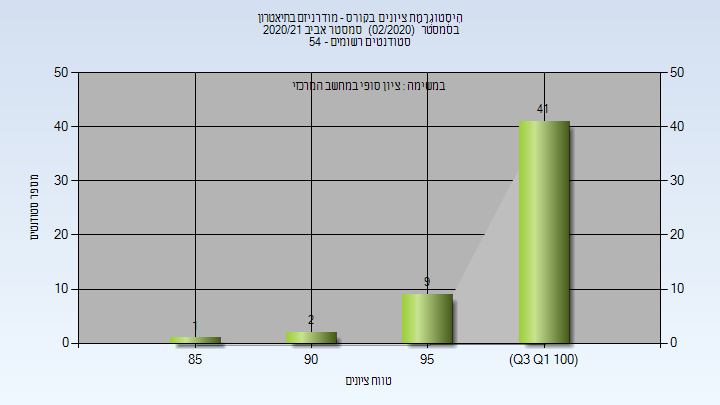 הִיסְטוֹגְרָמַת ציונים בקורס - מודרניזם בתיאטרון
בסמסטר (02/2020) סמסטר אביב 2020/21
סטודנטים רשומים - 54
במשימה : ציון סופי במחשב המרכזי
50 50
41
40 40
30 30
20 20
9
10 10
2
1
0 0
85 90 95 (Q3 Q1 100)
מספר סטודנטים
טווח ציונים